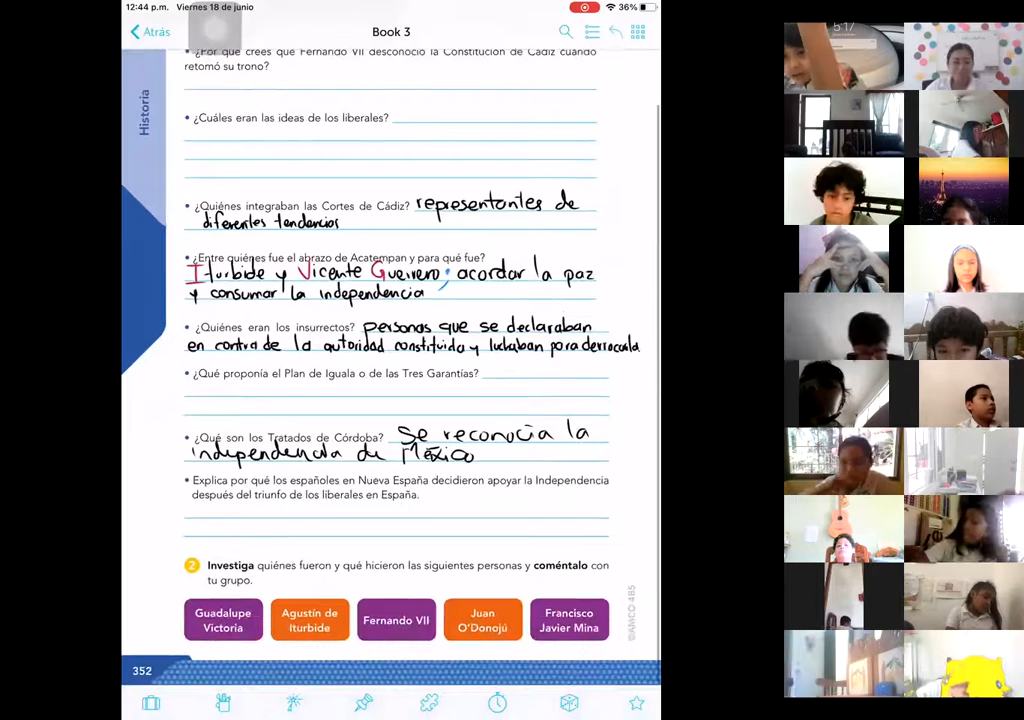 12:44 p.m. Viernes 18 de junio
36%
Atrás
Book 3
Historia
• ¿Por qué crees que Fernando VII desconoció la Constitución de Cádiz cuando
retomó su trono?
• ¿Cuáles eran las ideas de los liberales?
• ¿Quiénes integraban las Cortes de Cádiz? representantes de
diferentes tendencias
• ¿Entre quiénes fue el abrazo de Acatempan y para qué fue?
Iturbide y Vicente Guerrero; acordar la paz
y consumar la independencia
• ¿Quiénes eran los insurrectos? personas que se declaraban
en contra de la autoridad constituida y luchaban para derrocarla
• ¿Qué proponía el Plan de Iguala o de las Tres Garantías?
• ¿Qué son los Tratados de Córdoba? Se reconocia la
independencia de México
• Explica por qué los españoles en Nueva España decidieron apoyar la Independencia
después del triunfo de los liberales en España.
2 Investiga quiénes fueron y qué hicieron las siguientes personas y coméntalo con
tu grupo.
Guadalupe
Victoria
Agustín de
Iturbide
Fernando VII
Juan
O'Donojú
Francisco
Javier Mina
©AMCO 485
352
5:17